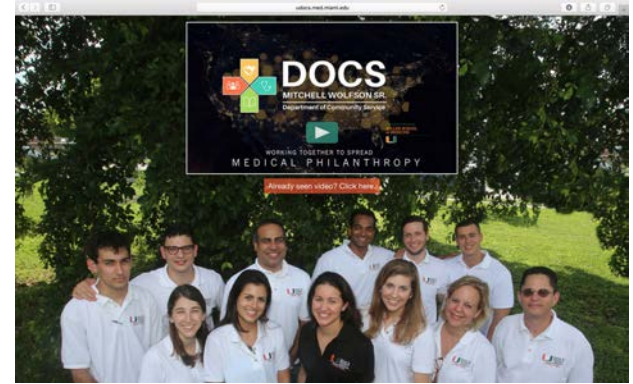 udocs.med.miami.edu
DOCS
MITCHELL WOLFSON SR.
Department of Community Service
WORKING TOGETHER TO SPREAD
MEDICAL PHILANTHROPY
Already seen video? Click here.